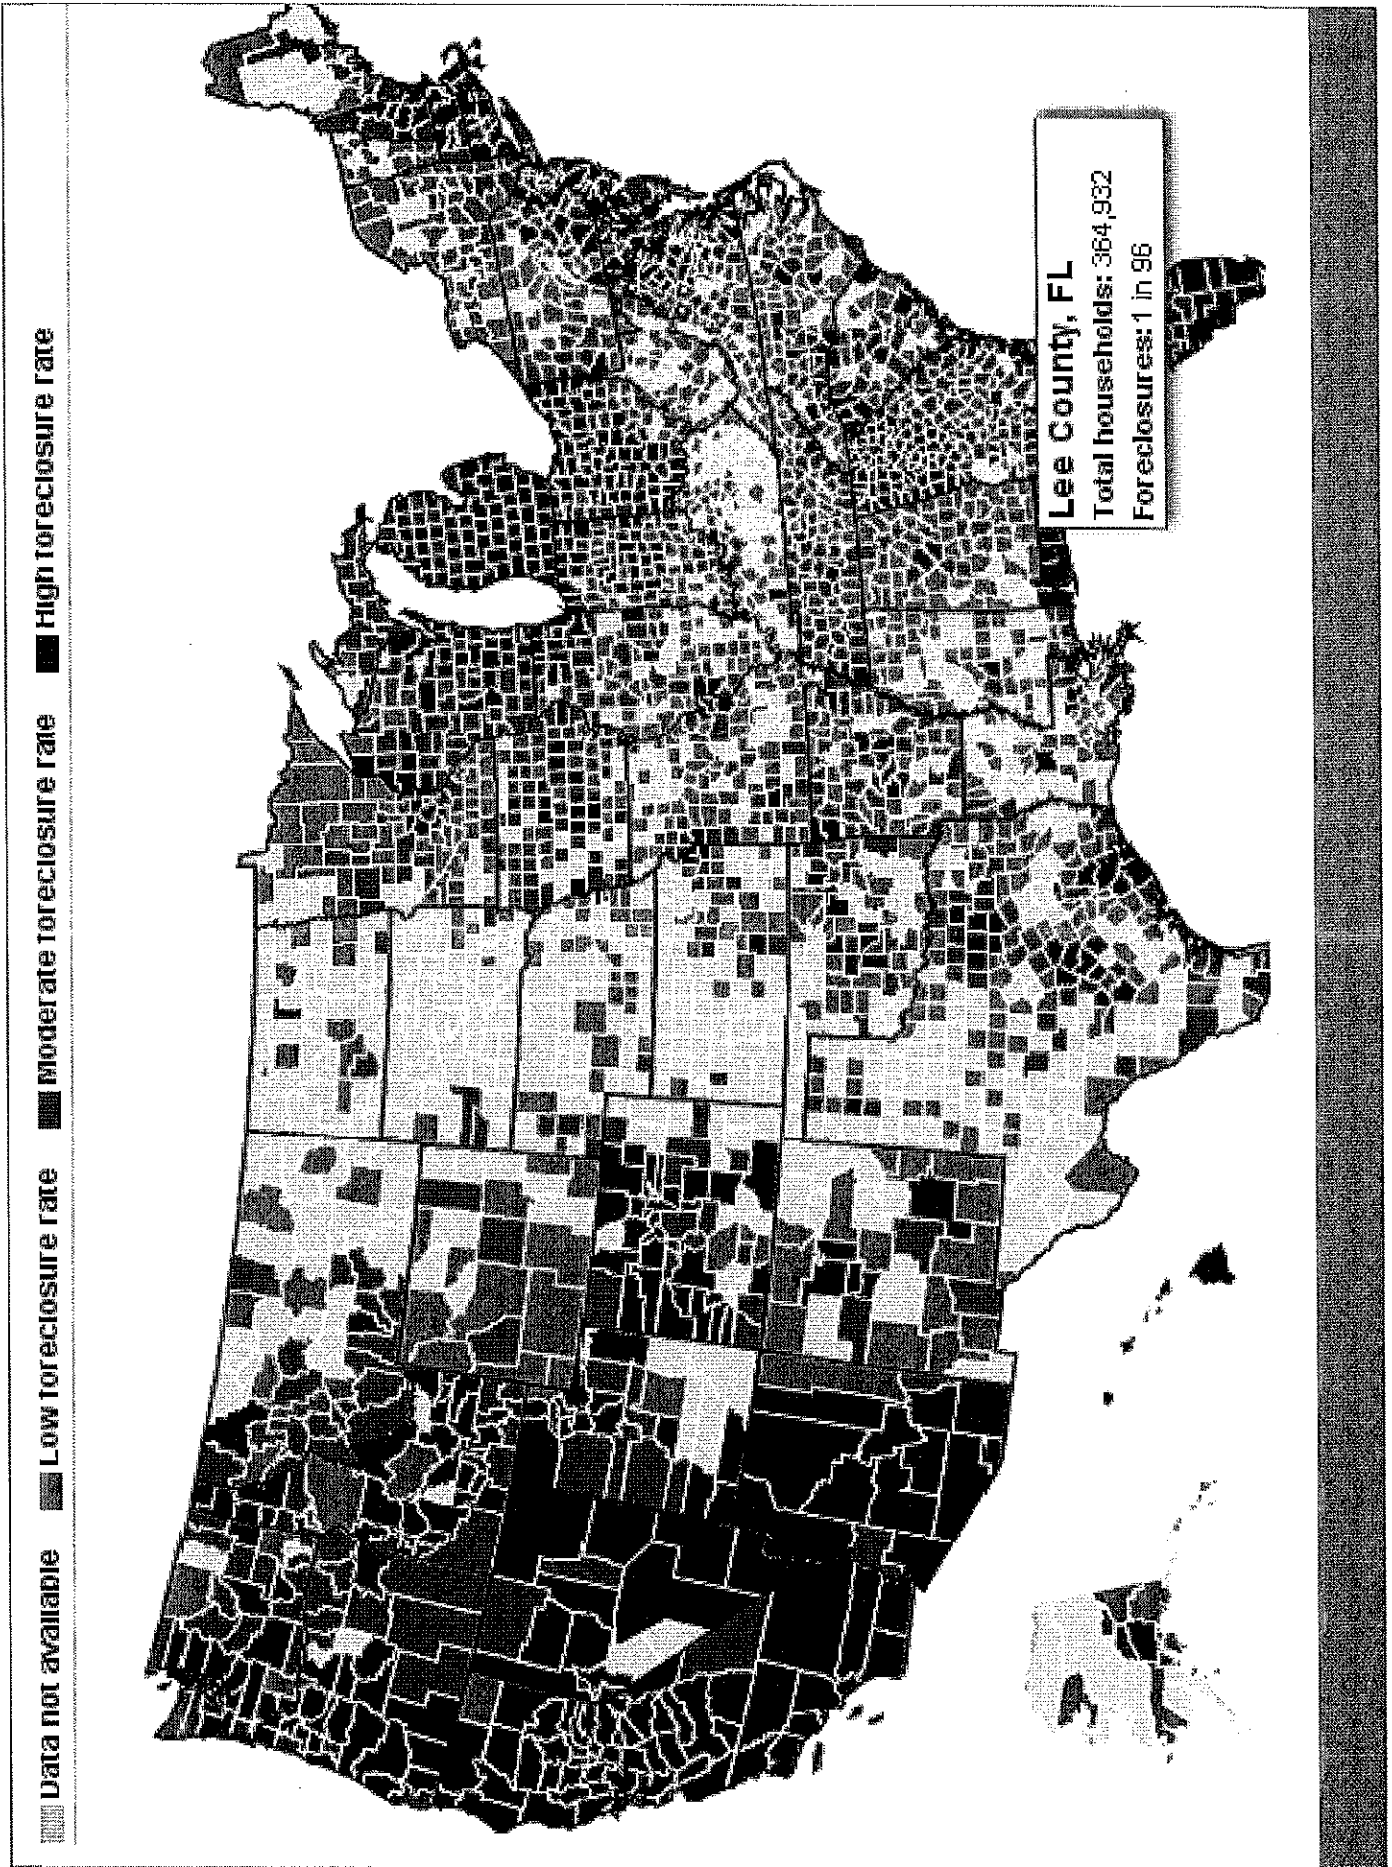 Data not available
Low foreclosure rate
Moderate foreclosure rate
High foreclosure rate
Lee County, FL
Total households: 364,932
Foreclosures: 1 in 96